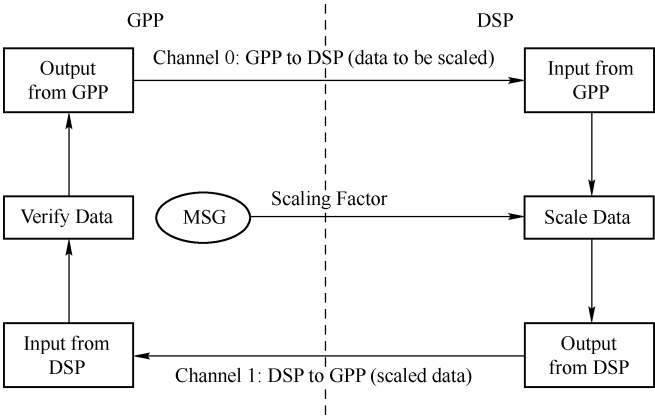 GPP
DSP
Channel 0: GPP to DSP (data to be scaled)
Output
from GPP
Input from
GPP
Verify Data
MSG
Scaling Factor
Scale Data
Input from
DSP
Output
from DSP
Channel 1: DSP to GPP (scaled data)